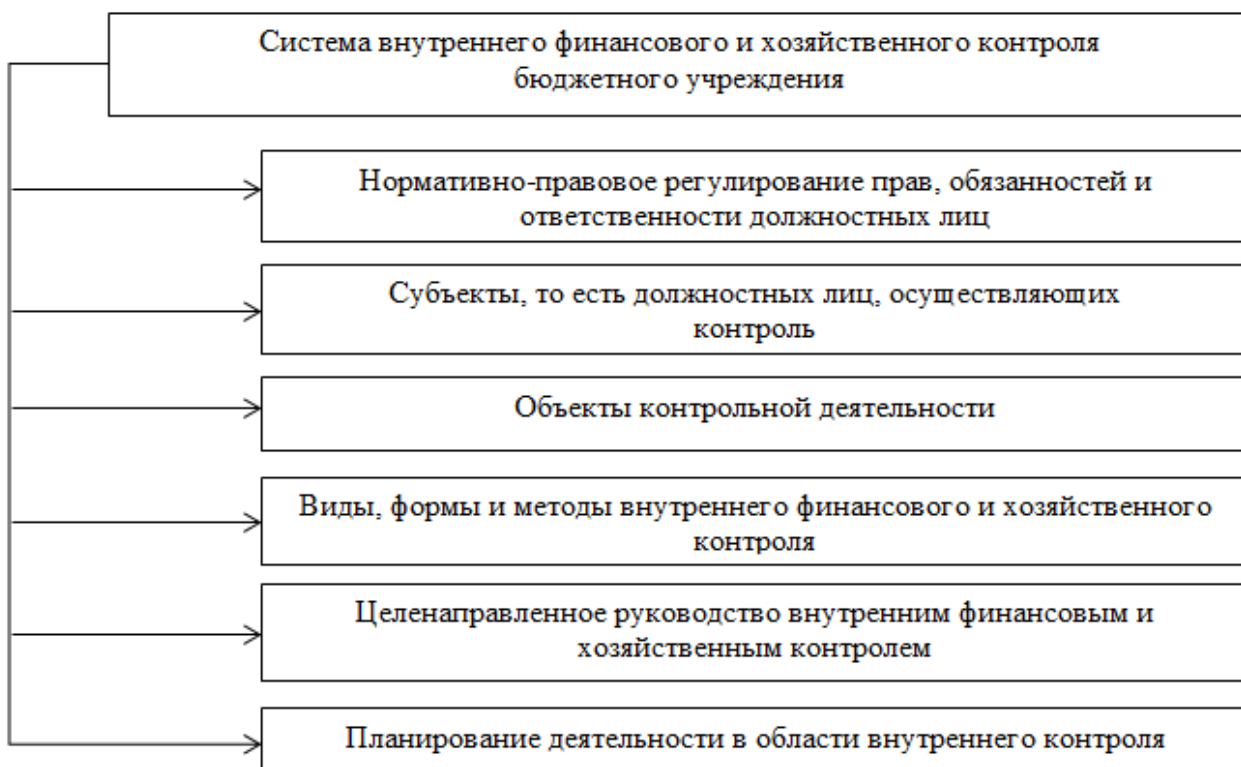 Система внутреннего финансового и хозяйственного контроля
бюджетного учреждения
Нормативно-правовое регулирование прав, обязанностей и
ответственности должностных лиц
Субъекты, то есть должностных лиц, осуществляющих
контроль
Объекты контрольной деятельности
Виды, формы и методы внутреннего финансового и хозяйственного
контроля
Целенаправленное руководство внутренним финансовым и
хозяйственным контролем
Планирование деятельности в области внутреннего контроля